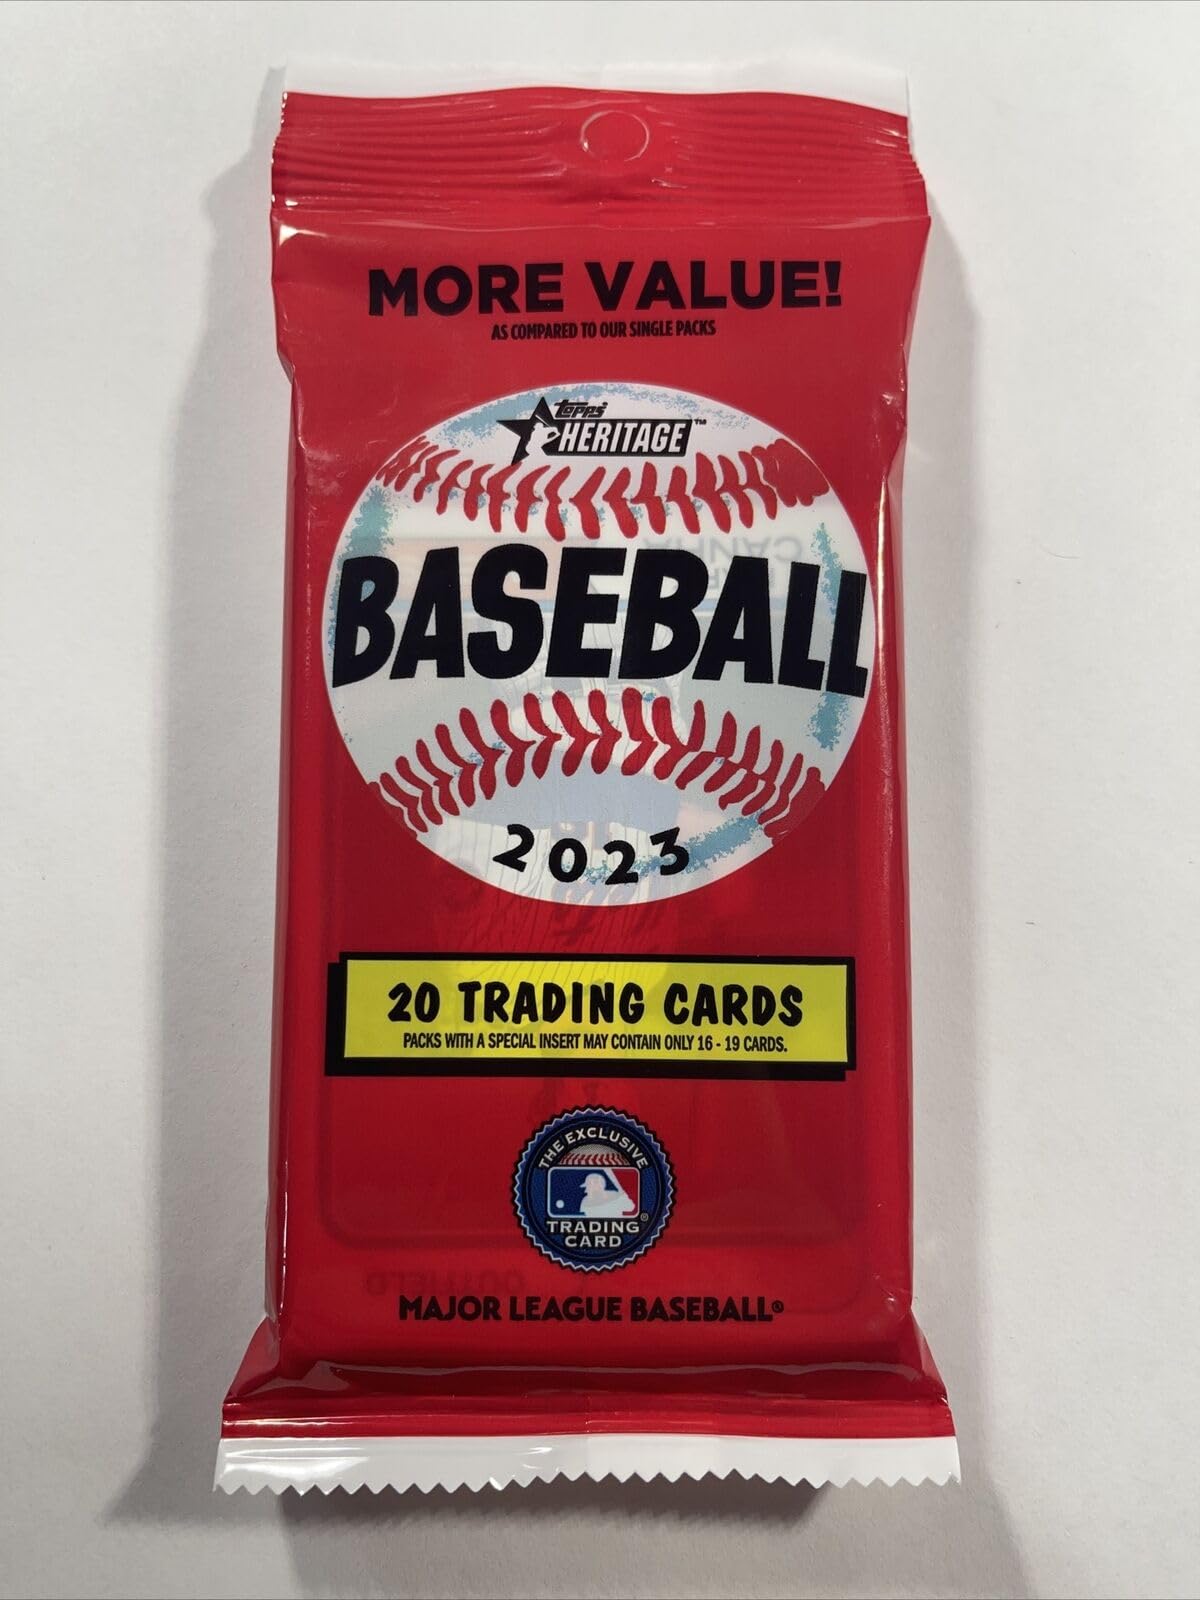 MORE VALUE!
AS COMPARED TO OUR SINGLE PACKS
topps
HERITAGE™
BASEBALL
2023
20 TRADING CARDS
PACKS WITH A SPECIAL INSERT MAY CONTAIN ONLY 16 - 19 CARDS.
THE EXCLUSIVE
TRADING
CARD ®
MAJOR LEAGUE BASEBALL®